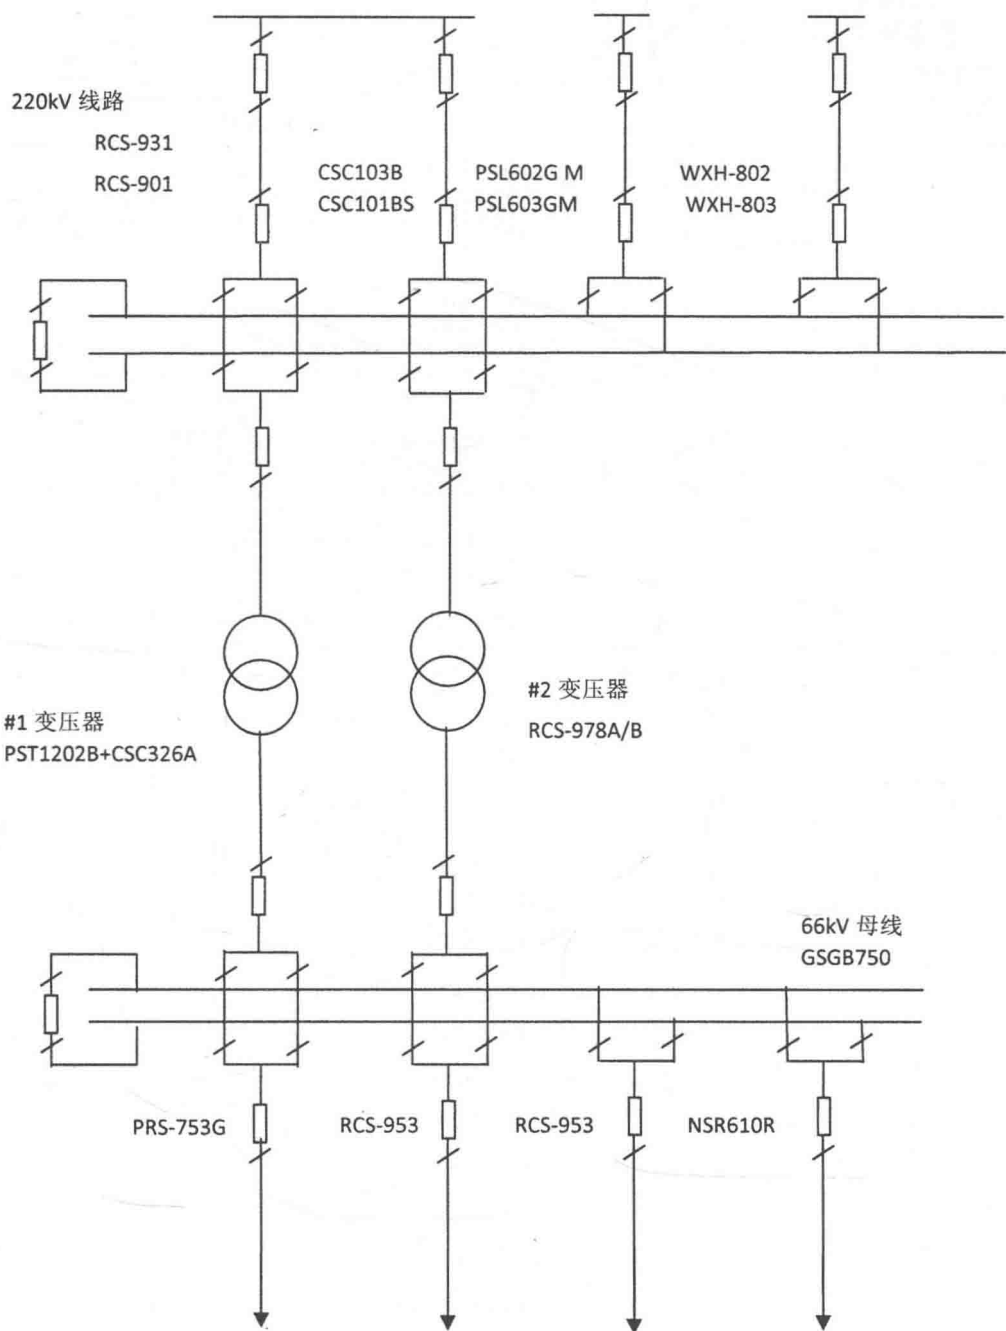 220kV 线路
RCS-931
RCS-901
CSC103B
CSC101BS
PSL602G M
PSL603GM
WXH-802
WXH-803
#1 变压器
PST1202B+CSC326A
#2 变压器
RCS-978A/B
66kV 母线
GSGB750
PRS-753G
RCS-953
RCS-953
NSR610R